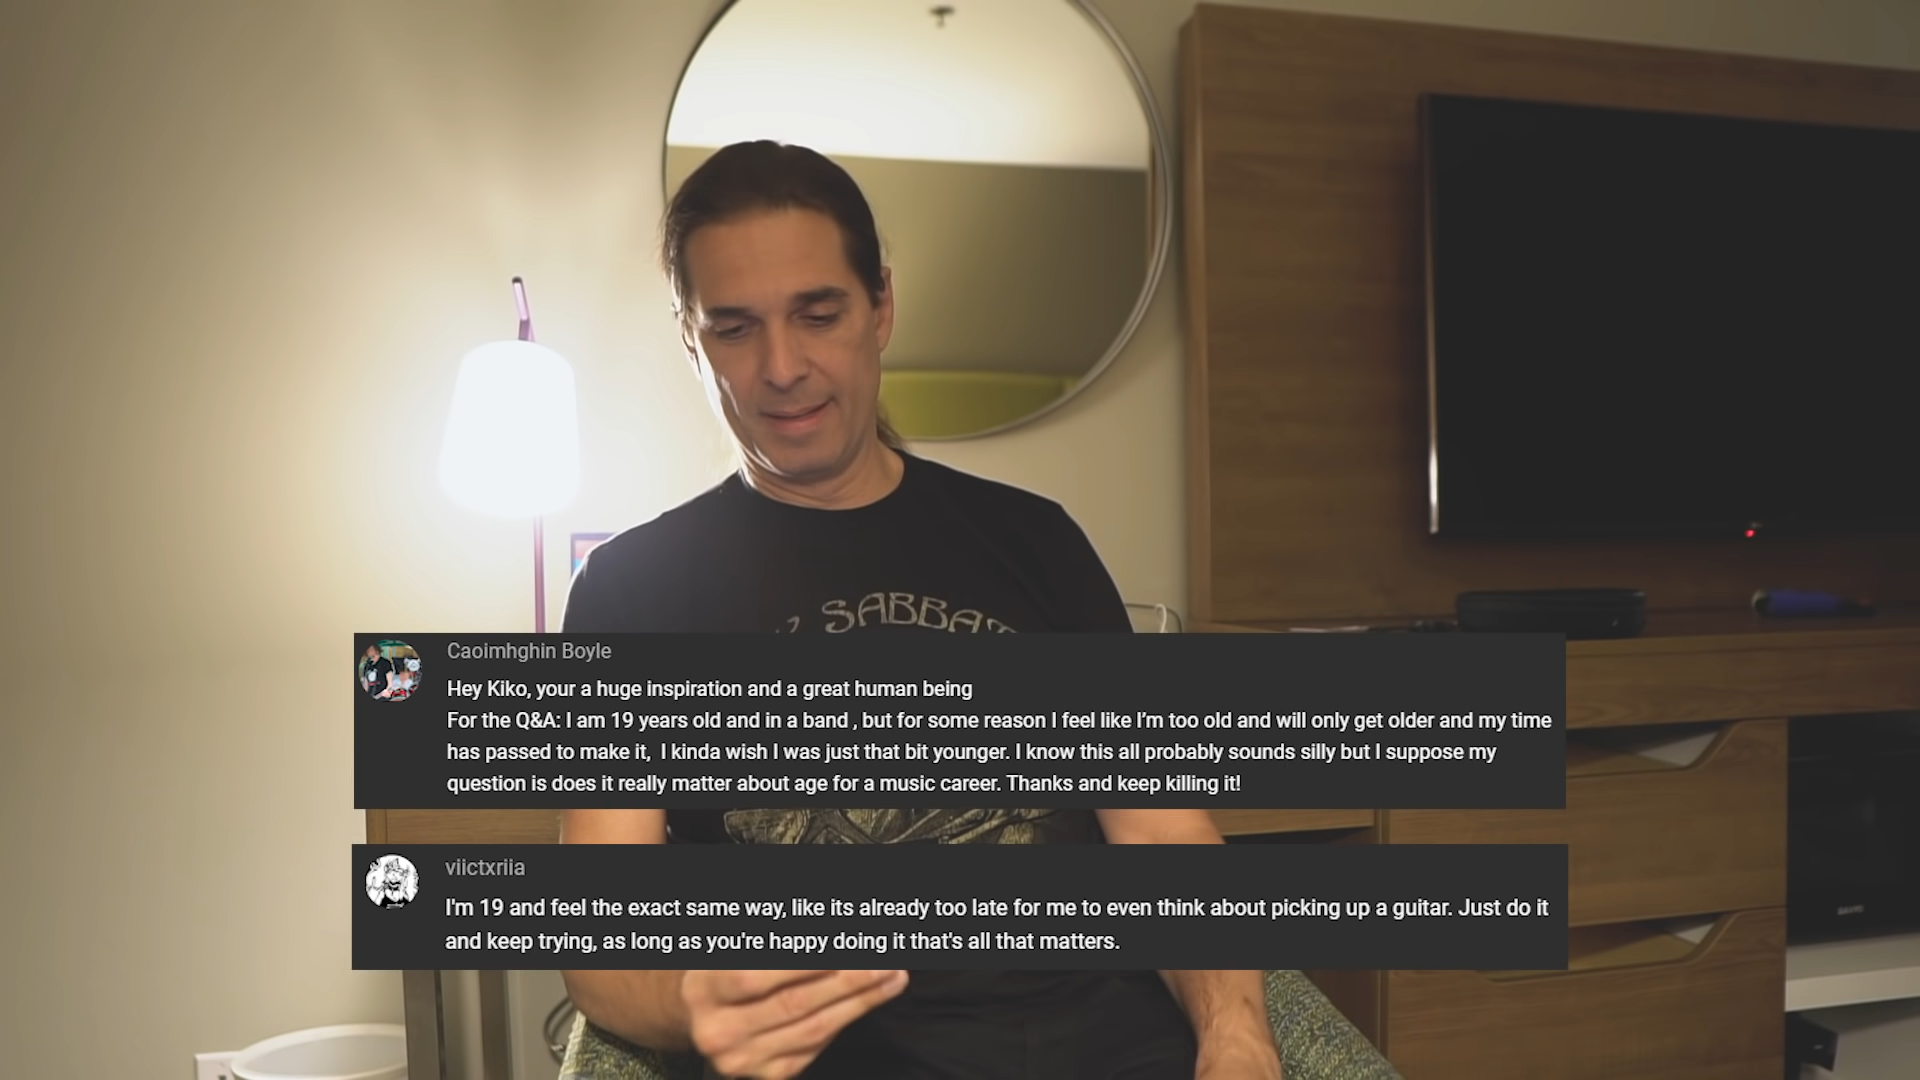 SABBAT
Caoimhghin Boyle
Hey Kiko, your a huge inspiration and a great human being
For the Q&A: I am 19 years old and in a band , but for some reason I feel like I’m too old and will only get older and my time
has passed to make it,  I kinda wish I was just that bit younger. I know this all probably sounds silly but I suppose my
question is does it really matter about age for a music career. Thanks and keep killing it!
viictxriia
I'm 19 and feel the exact same way, like its already too late for me to even think about picking up a guitar. Just do it
and keep trying, as long as you're happy doing it that's all that matters.